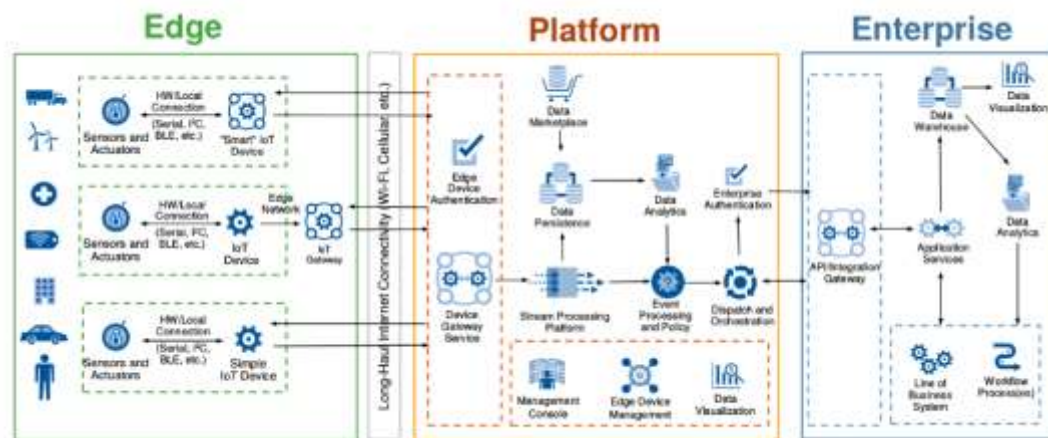 Edge
Platform
Enterprise
HW/Local
Connection
(Serial, I²C,
BLE, etc.)
Sensors and
Actuators
"Smart" IoT
Device
HW/Local
Connection
(Serial, I²C,
BLE, etc.)
Sensors and
Actuators
IoT
Device
Edge
Network
IoT
Gateway
HW/Local
Connection
(Serial, I²C,
BLE, etc.)
Sensors and
Actuators
Simple
IoT Device
Long-Haul Internet Connectivity (Wi-Fi, Cellular, etc.)
Edge
Device
Authentication
Device
Gateway
Service
Data
Marketplace
Data
Persistence
Data
Analytics
Enterprise
Authentication
Stream Processing
Platform
Event
Processing
and Policy
Dispatch and
Orchestration
Management
Console
Edge Device
Management
Data
Visualization
API/Integration
Gateway
Data
Warehouse
Data
Visualization
Data
Analytics
Application
Services
Line of
Business
System
Workflow
Processes)